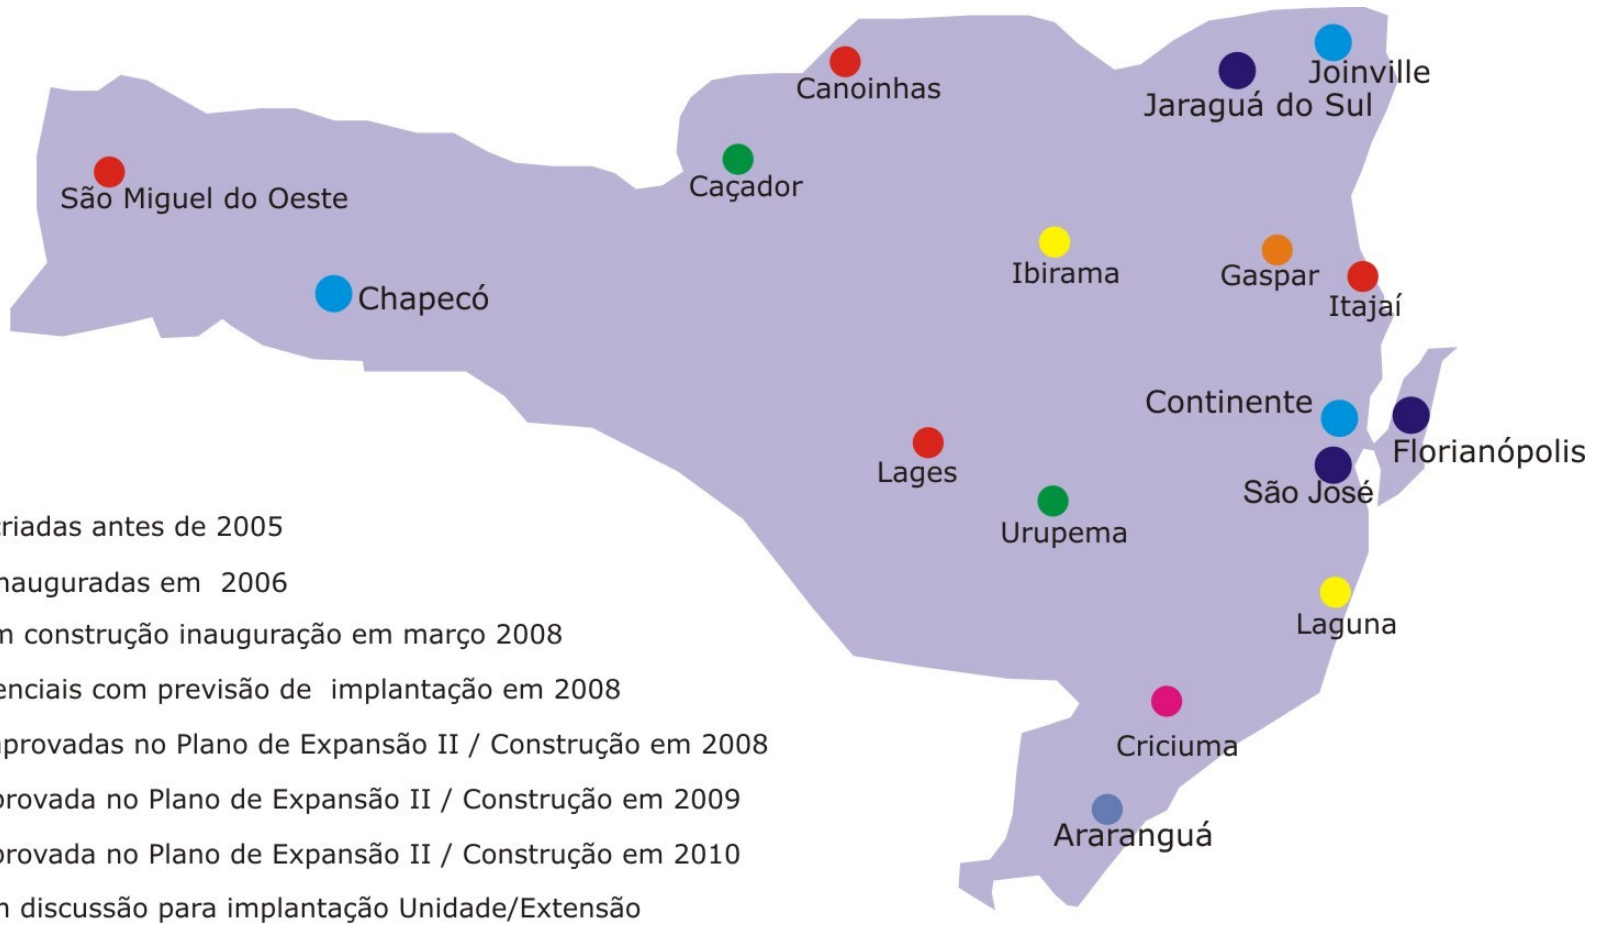 Joinville
Canoinhas
Jaraguá do Sul
Caçador
São Miguel do Oeste
Ibirama
Gaspar
Chapecó
Itajaí
Continente
Florianópolis
Lages
São José
Urupema
riadas antes de 2005
nauguradas em 2006
Laguna
m construção inauguração em março 2008
enciais com previsão de implantação em 2008
provadas no Plano de Expansão II / Construção em 2008
Criciuma
provada no Plano de Expansão II / Construção em 2009
Araranguá
provada no Plano de Expansão II / Construção em 2010
discussão para implantação Unidade/Extensão